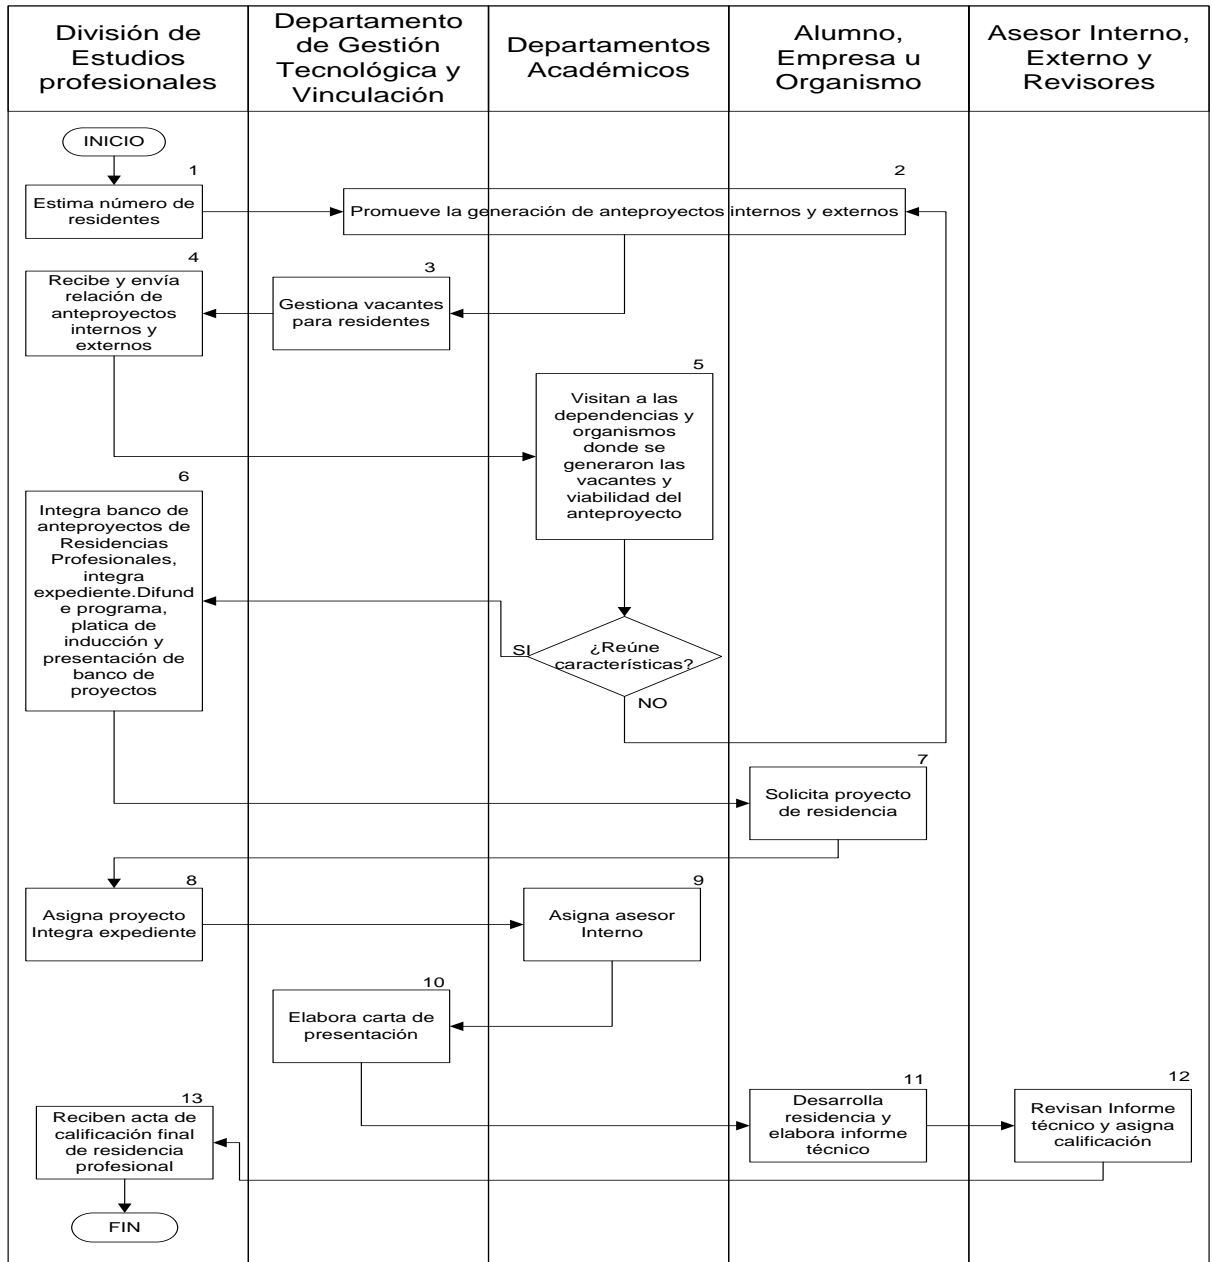 División de
Estudios
profesionales
Departamento
de Gestión
Tecnológica y
Vinculación
Departamentos
Académicos
Alumno,
Empresa u
Organismo
Asesor Interno,
Externo y
Revisores
INICIO
1
Estima número de
residentes
2
Promueve la generación de anteproyectos internos y externos
3
Gestiona vacantes
para residentes
4
Recibe y envía
relación de
anteproyectos
internos y
externos
5
Visitan a las
dependencias y
organismos
donde se
generaron las
vacantes y
viabilidad del
anteproyecto
6
Integra banco de
anteproyectos de
Residencias
Profesionales,
integra
expediente.Difund
e programa,
platica de
inducción y
presentación de
banco de
proyectos
SI
¿Reúne
características?
NO
7
Solicita proyecto
de residencia
8
Asigna proyecto
Integra expediente
9
Asigna asesor
Interno
10
Elabora carta de
presentación
11
Desarrolla
residencia y
elabora informe
técnico
12
Revisan Informe
técnico y asigna
calificación
13
Reciben acta de
calificación final
de residencia
profesional
FIN